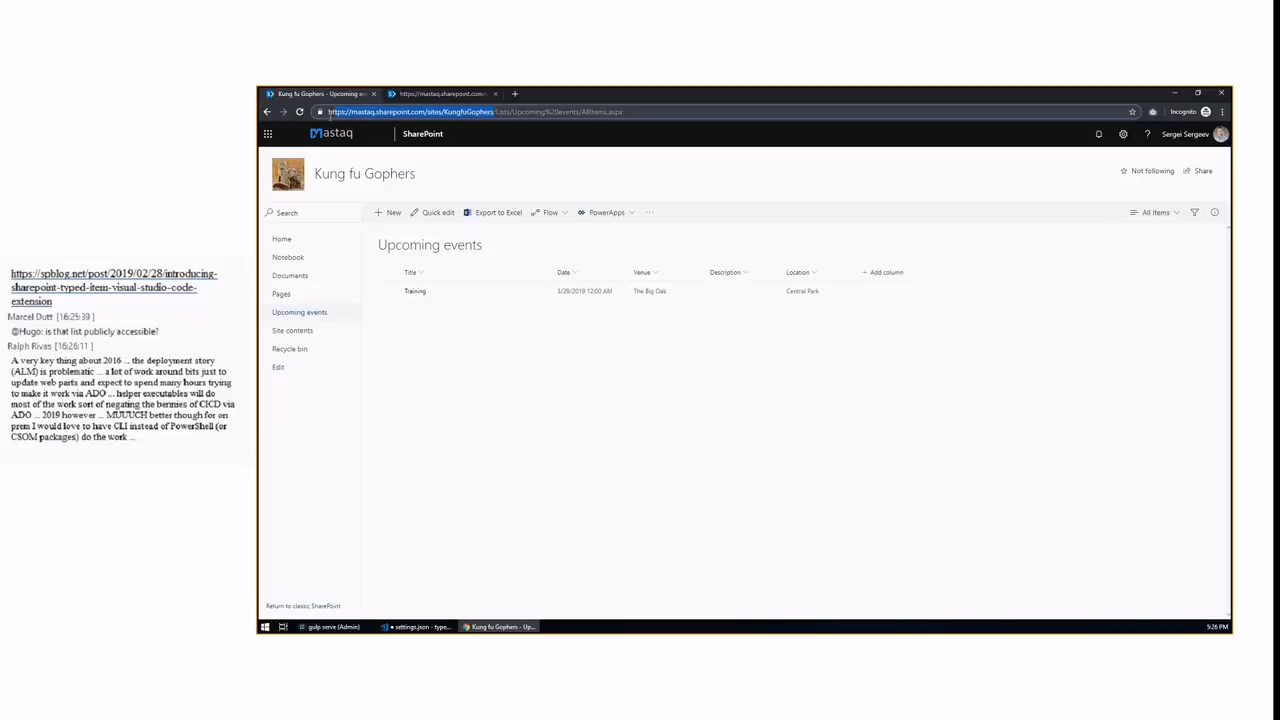 https://spblog.net/post/2019/02/28/introducing-
sharepoint-typed-item-visual-studio-code-
extension
Marcel Dutt [16:25:39 ]
@Hugo: is that list publicly accessible?
Ralph Rivas [16:26:11 ]
A very key thing about 2016 ... the deployment story
(ALM) is problematic ... a lot of work around bits just to
update web parts and expect to spend many hours trying
to make it work via ADO ... helper executables will do
most of the work sort of negating the bennies of CICD via
ADO ... 2019 however ... MUUUCH better though for on
prem I would love to have CLI instead of PowerShell (or
CSOM packages) do the work ...
Kung fu Gophers - Upcoming ev
https://mastaq.sharepoint.com/
https://mastaq.sharepoint.com/sites/KungfuGophers/Lists/Upcoming%20events/AllItems.aspx
Incognito
Mastaq
SharePoint
Sergei Sergeev
Kung fu Gophers
Not following
Share
Search
New
Quick edit
Export to Excel
Flow
PowerApps
All Items
Home
Notebook
Documents
Pages
Upcoming events
Site contents
Recycle bin
Edit
Upcoming events
Title
Date
Venue
Description
Location
Add column
Training
3/29/2019 12:00 AM
The Big Oak
Central Park
Return to classic SharePoint
gulp serve (Admin)
● settings.json - type...
Kung fu Gophers - Up...
5:26 PM